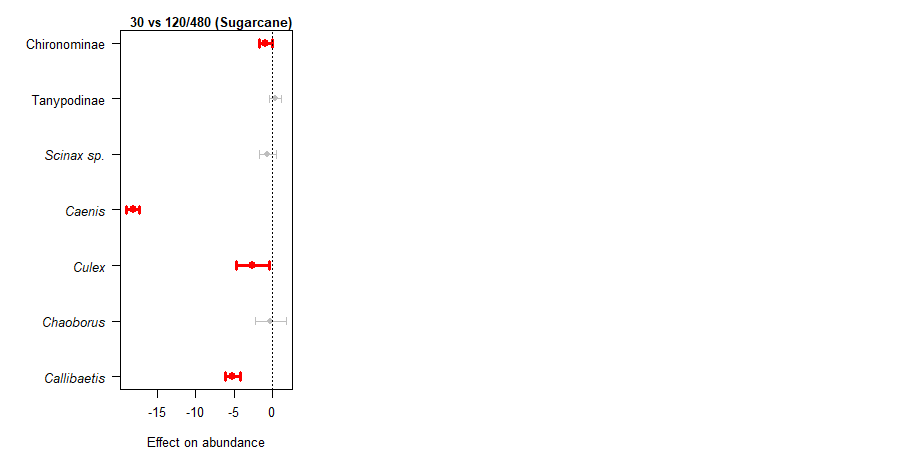 30 vs 120/480 (Sugarcane)
Chironominae
Tanypodinae
Scinax sp.
Caenis
Culex
Chaoborus
Callibaetis
-15 -10 -5 0
Effect on abundance